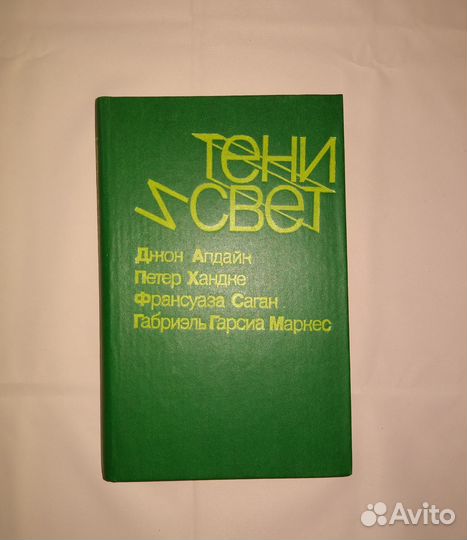 тени
и свет
Джон Апдайк
Петер Хандке
Франсуаза Саган
Габриэль Гарсиа Маркес
Avito